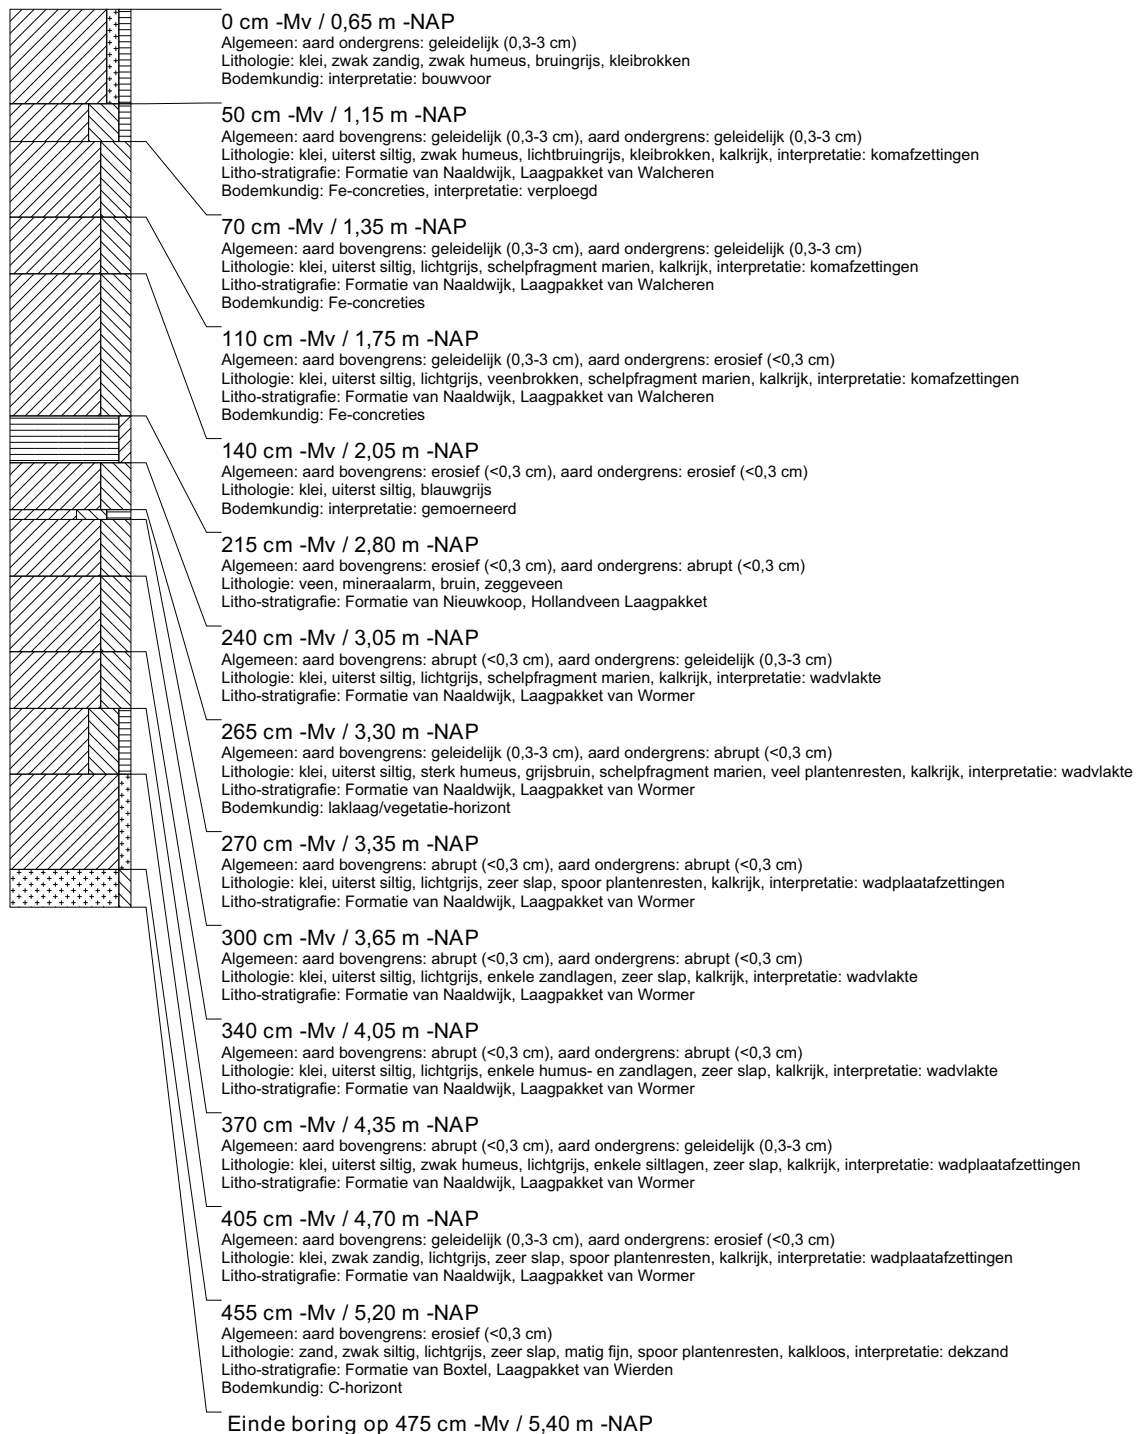 0 cm -Mv / 0,65 m -NAP
Algemeen: aard ondergrens: geleidelijk (0,3-3 cm)
Lithologie: klei, zwak zandig, zwak humeus, bruingrijs, kleibrokken
Bodemkundig: interpretatie: bouwvoor
50 cm -Mv / 1,15 m -NAP
Algemeen: aard bovengrens: geleidelijk (0,3-3 cm), aard ondergrens: geleidelijk (0,3-3 cm)
Lithologie: klei, uiterst siltig, zwak humeus, lichtbruingrijs, kleibrokken, kalkrijk, interpretatie: komafzettingen
Litho-stratigrafie: Formatie van Naaldwijk, Laagpakket van Walcheren
Bodemkundig: Fe-concreties, interpretatie: verploegd
70 cm -Mv / 1,35 m -NAP
Algemeen: aard bovengrens: geleidelijk (0,3-3 cm), aard ondergrens: geleidelijk (0,3-3 cm)
Lithologie: klei, uiterst siltig, lichtgrijs, schelpfragment marien, kalkrijk, interpretatie: komafzettingen
Litho-stratigrafie: Formatie van Naaldwijk, Laagpakket van Walcheren
Bodemkundig: Fe-concreties
110 cm -Mv / 1,75 m -NAP
Algemeen: aard bovengrens: geleidelijk (0,3-3 cm), aard ondergrens: erosief (<0,3 cm)
Lithologie: klei, uiterst siltig, lichtgrijs, veenbrokken, schelpfragment marien, kalkrijk, interpretatie: komafzettingen
Litho-stratigrafie: Formatie van Naaldwijk, Laagpakket van Walcheren
Bodemkundig: Fe-concreties
140 cm -Mv / 2,05 m -NAP
Algemeen: aard bovengrens: erosief (<0,3 cm), aard ondergrens: erosief (<0,3 cm)
Lithologie: klei, uiterst siltig, blauwgrijs
Bodemkundig: interpretatie: gemoerneerd
215 cm -Mv / 2,80 m -NAP
Algemeen: aard bovengrens: erosief (<0,3 cm), aard ondergrens: abrupt (<0,3 cm)
Lithologie: veen, mineraalarm, bruin, zeggeveen
Litho-stratigrafie: Formatie van Nieuwkoop, Hollandveen Laagpakket
240 cm -Mv / 3,05 m -NAP
Algemeen: aard bovengrens: abrupt (<0,3 cm), aard ondergrens: geleidelijk (0,3-3 cm)
Lithologie: klei, uiterst siltig, lichtgrijs, schelpfragment marien, kalkrijk, interpretatie: wadvlakte
Litho-stratigrafie: Formatie van Naaldwijk, Laagpakket van Wormer
265 cm -Mv / 3,30 m -NAP
Algemeen: aard bovengrens: geleidelijk (0,3-3 cm), aard ondergrens: abrupt (<0,3 cm)
Lithologie: klei, uiterst siltig, sterk humeus, grijsbruin, schelpfragment marien, veel plantenresten, kalkrijk, interpretatie: wadvlakte
Litho-stratigrafie: Formatie van Naaldwijk, Laagpakket van Wormer
Bodemkundig: laklaag/vegetatie-horizont
270 cm -Mv / 3,35 m -NAP
Algemeen: aard bovengrens: abrupt (<0,3 cm), aard ondergrens: abrupt (<0,3 cm)
Lithologie: klei, uiterst siltig, lichtgrijs, zeer slap, spoor plantenresten, kalkrijk, interpretatie: wadplaatafzettingen
Litho-stratigrafie: Formatie van Naaldwijk, Laagpakket van Wormer
300 cm -Mv / 3,65 m -NAP
Algemeen: aard bovengrens: abrupt (<0,3 cm), aard ondergrens: abrupt (<0,3 cm)
Lithologie: klei, uiterst siltig, lichtgrijs, enkele zandlagen, zeer slap, kalkrijk, interpretatie: wadvlakte
Litho-stratigrafie: Formatie van Naaldwijk, Laagpakket van Wormer
340 cm -Mv / 4,05 m -NAP
Algemeen: aard bovengrens: abrupt (<0,3 cm), aard ondergrens: abrupt (<0,3 cm)
Lithologie: klei, uiterst siltig, lichtgrijs, enkele humus- en zandlagen, zeer slap, kalkrijk, interpretatie: wadvlakte
Litho-stratigrafie: Formatie van Naaldwijk, Laagpakket van Wormer
370 cm -Mv / 4,35 m -NAP
Algemeen: aard bovengrens: abrupt (<0,3 cm), aard ondergrens: geleidelijk (0,3-3 cm)
Lithologie: klei, uiterst siltig, zwak humeus, lichtgrijs, enkele siltlagen, zeer slap, kalkrijk, interpretatie: wadplaatafzettingen
Litho-stratigrafie: Formatie van Naaldwijk, Laagpakket van Wormer
405 cm -Mv / 4,70 m -NAP
Algemeen: aard bovengrens: geleidelijk (0,3-3 cm), aard ondergrens: erosief (<0,3 cm)
Lithologie: klei, zwak zandig, lichtgrijs, zeer slap, spoor plantenresten, kalkrijk, interpretatie: wadplaatafzettingen
Litho-stratigrafie: Formatie van Naaldwijk, Laagpakket van Wormer
455 cm -Mv / 5,20 m -NAP
Algemeen: aard bovengrens: erosief (<0,3 cm)
Lithologie: zand, zwak siltig, lichtgrijs, zeer slap, matig fijn, spoor plantenresten, kalkloos, interpretatie: dekzand
Litho-stratigrafie: Formatie van Boxtel, Laagpakket van Wierden
Bodemkundig: C-horizont
Einde boring op 475 cm -Mv / 5,40 m -NAP